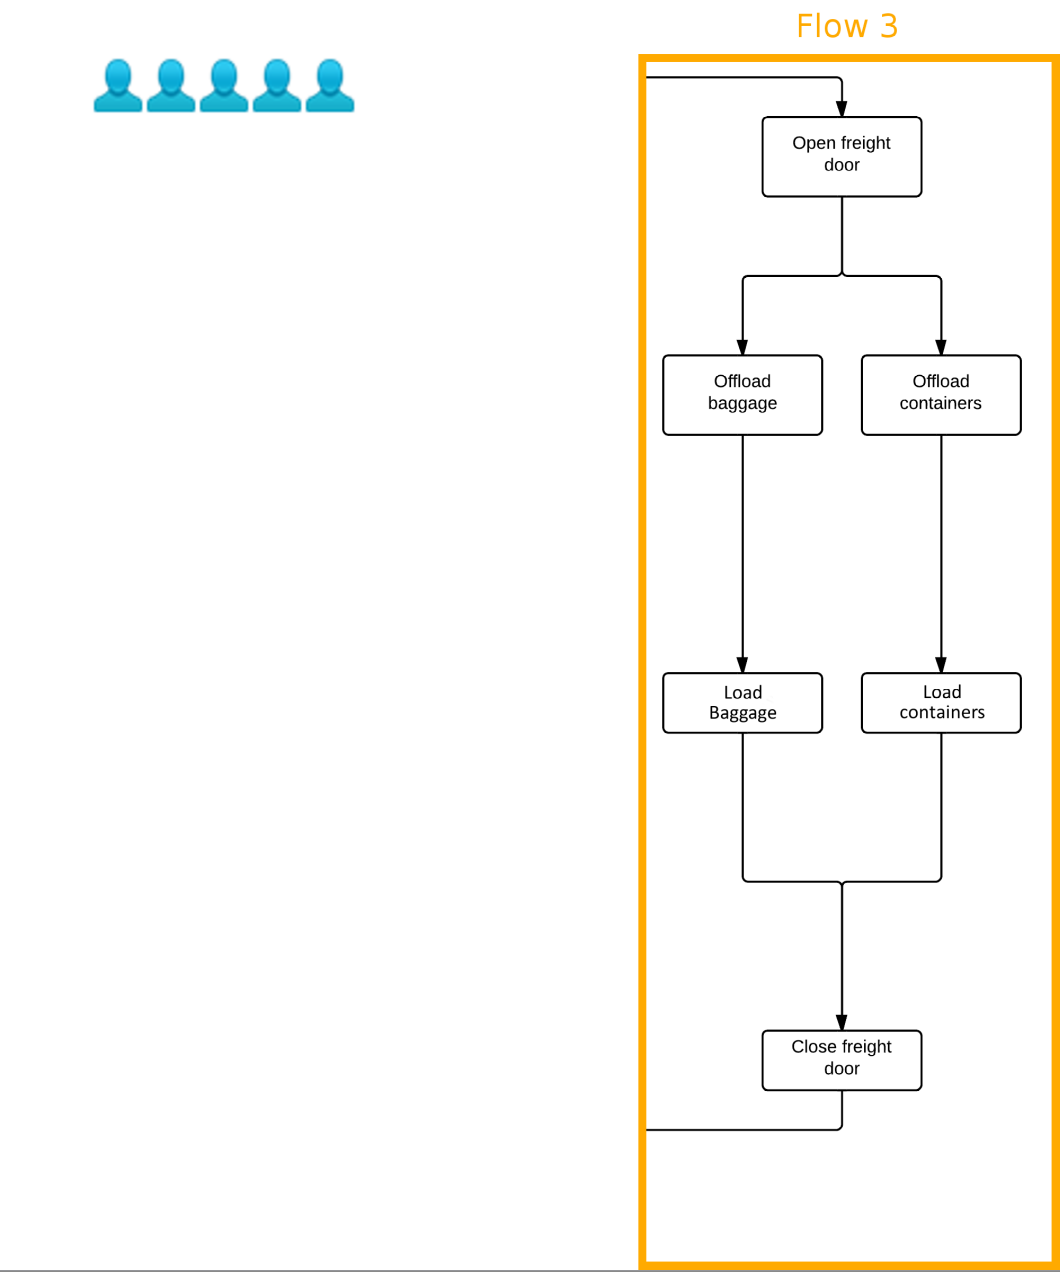 Flow 3
Open freight
door
Offload
baggage
Offload
containers
Load
Baggage
Load
containers
Close freight
door